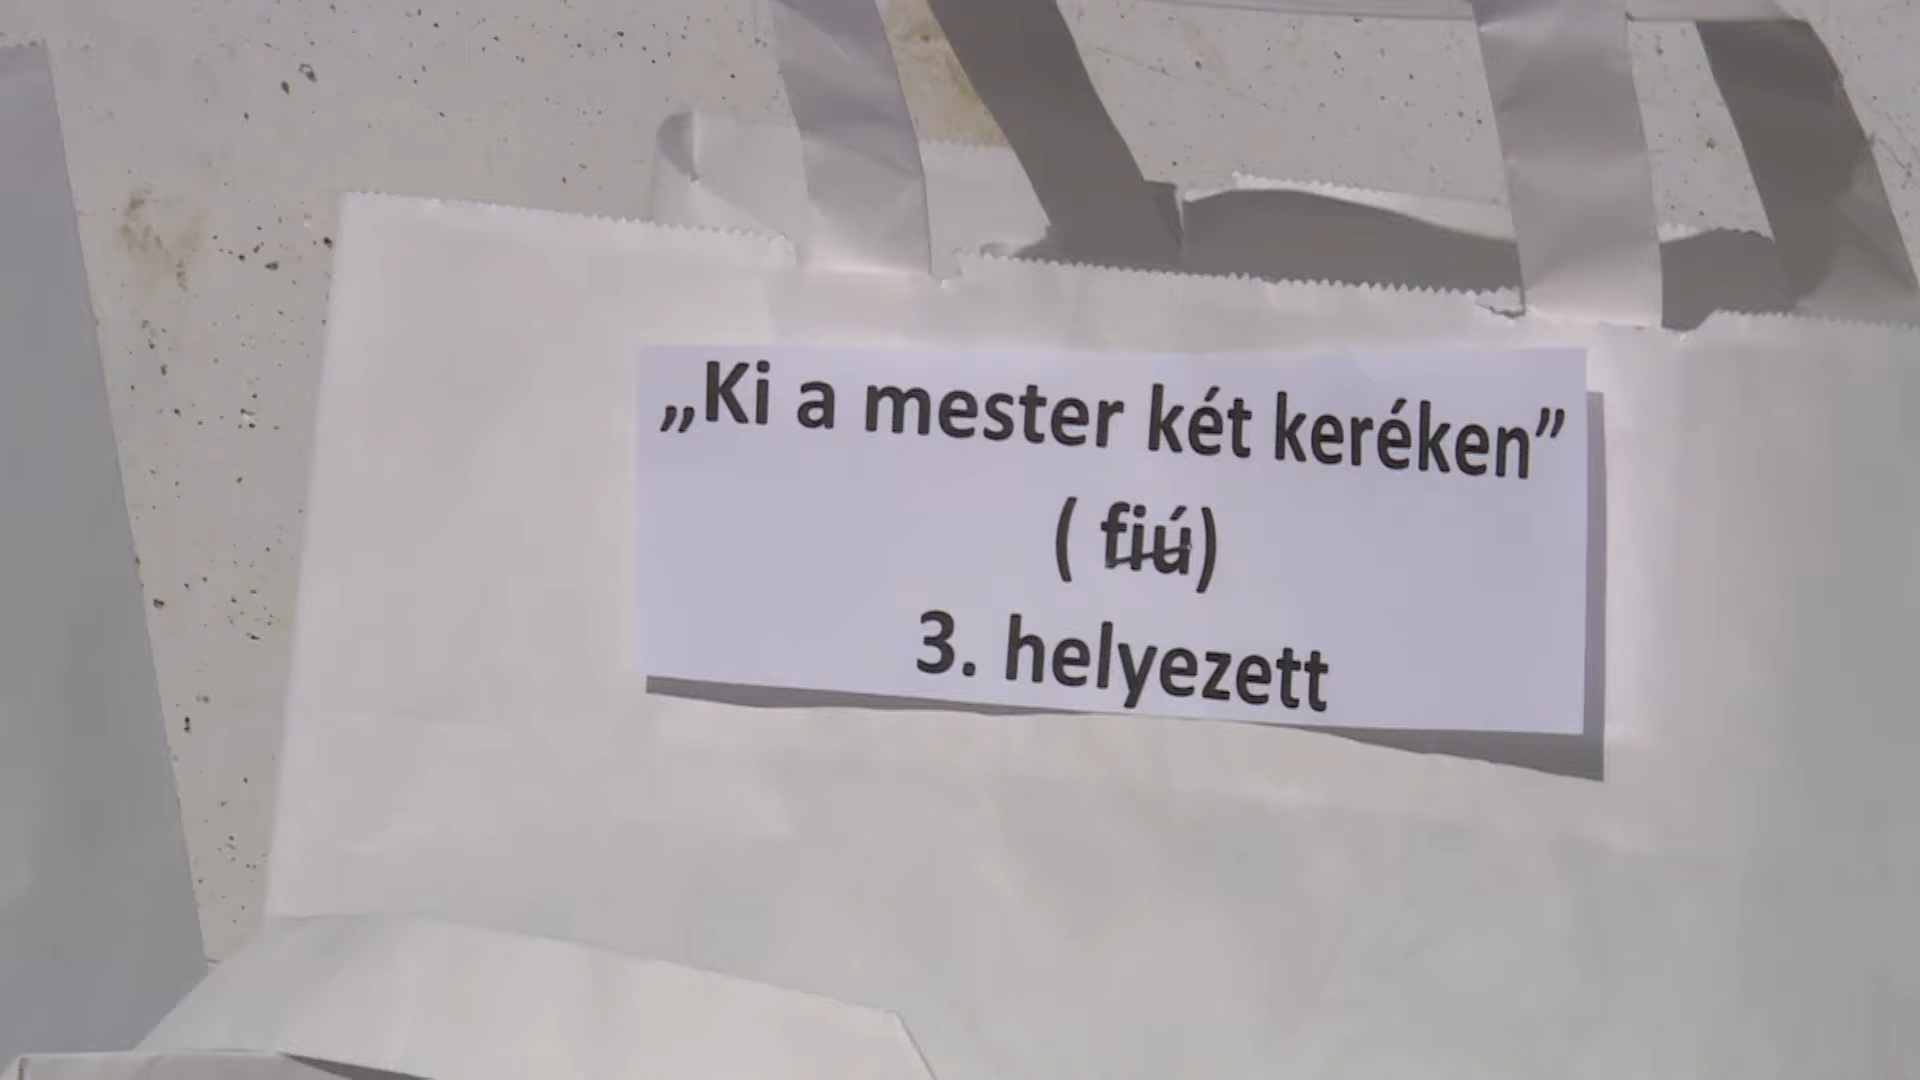 „Ki a mester két keréken”
( fiú)
3. helyezett